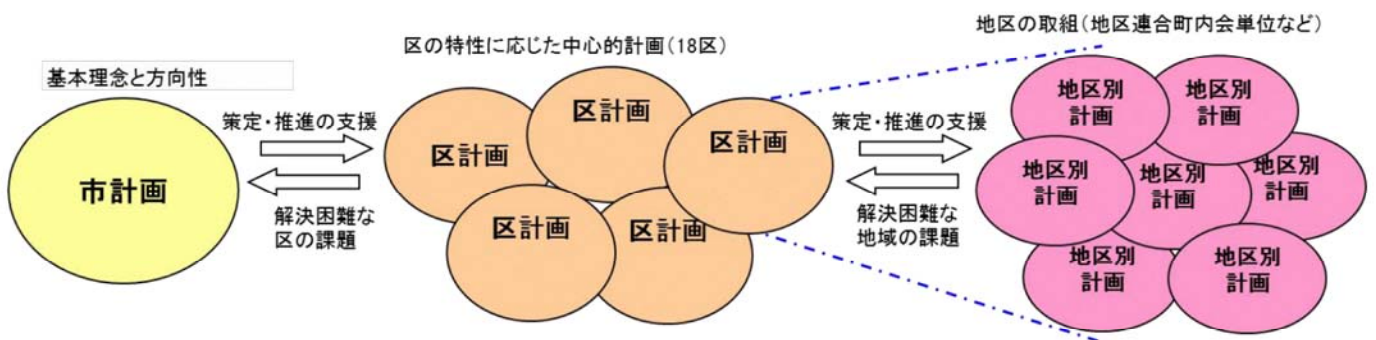 基本理念と方向性
市計画
策定・推進の支援
解決困難な
区の課題
区の特性に応じた中心的計画(18区)
区計画
区計画
区計画
区計画
区計画
策定・推進の支援
解決困難な
地域の課題
地区の取組(地区連合町内会単位など)
地区別
計画
地区別
計画
地区別
計画
地区別
計画
地区別
計画
地区別
計画
地区別
計画